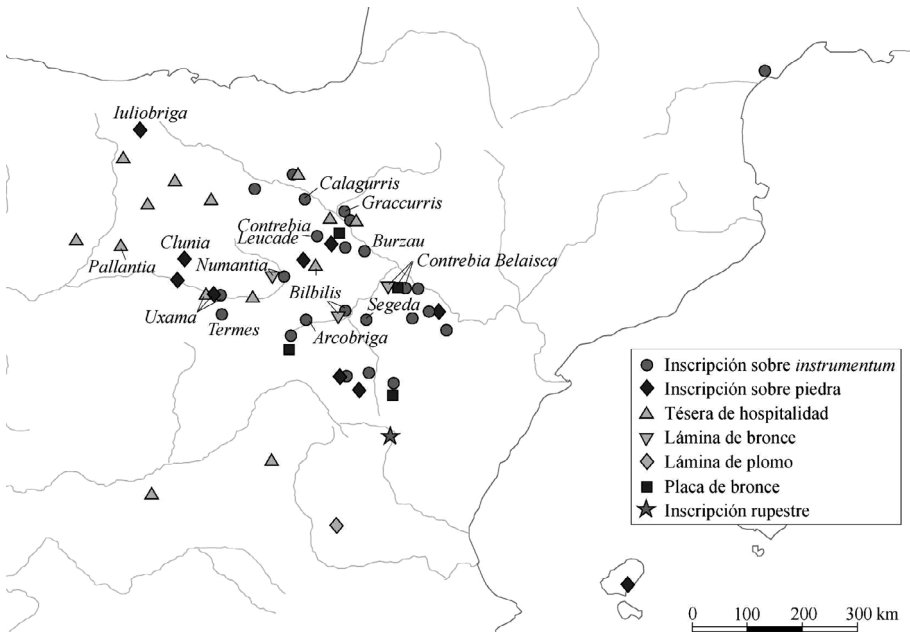 Iuliobriga
Calagurris
Graccurris
Contrebia
Leucade
Burzau
Clunia
Pallantia
Numantia
Contrebia Belaisca
Bilbilis
Segeda
Uxama
Termes
Arcobriga
Inscripción sobre instrumentum
Inscripción sobre piedra
Tésera de hospitalidad
Lámina de bronce
Lámina de plomo
Placa de bronce
Inscripción rupestre
0 100 200 300 km